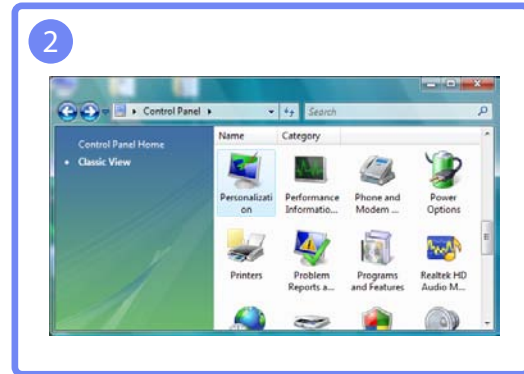 2
Control Panel
Search
Control Panel Home
Classic View
Name Category
Personalizati
on
Performance
Informatio...
Phone and
Modem ...
Power
Options
Printers
Problem
Reports a...
Programs
and Features
Realtek HD
Audio M...